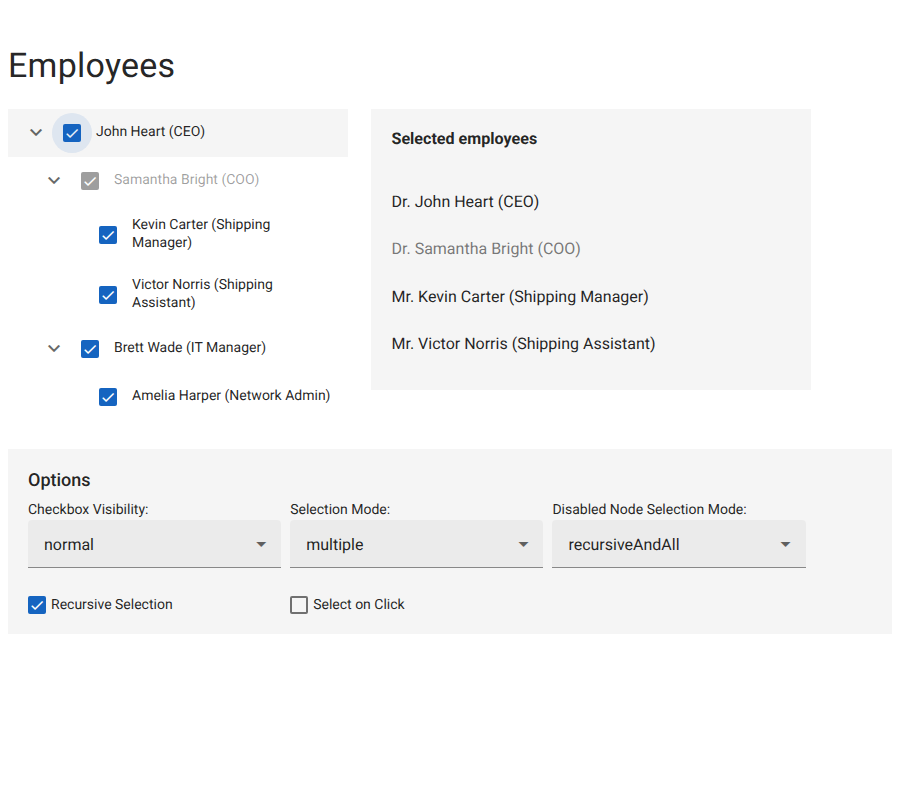 Employees
John Heart (CEO)
Samantha Bright (COO)
Kevin Carter (Shipping
Manager)
Victor Norris (Shipping
Assistant)
Brett Wade (IT Manager)
Amelia Harper (Network Admin)
Selected employees
Dr. John Heart (CEO)
Dr. Samantha Bright (COO)
Mr. Kevin Carter (Shipping Manager)
Mr. Victor Norris (Shipping Assistant)
Options
Checkbox Visibility:
normal
Selection Mode:
multiple
Disabled Node Selection Mode:
recursiveAndAll
Recursive Selection
Select on Click